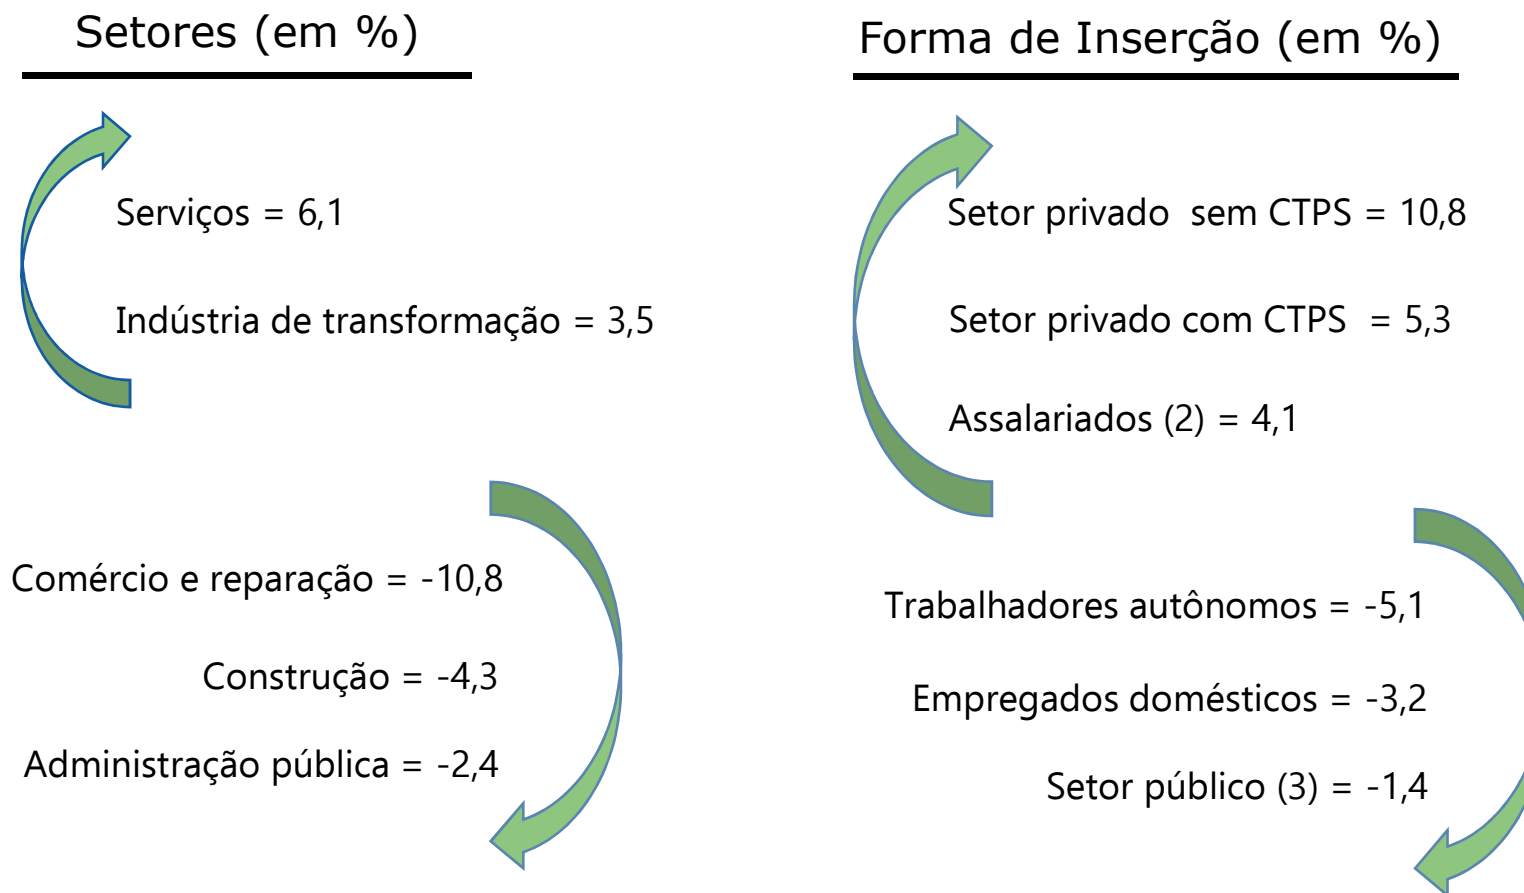 Setores (em %)
Serviços = 6,1
Indústria de transformação = 3,5
Comércio e reparação = -10,8
Construção = -4,3
Administração pública = -2,4
Forma de Inserção (em %)
Setor privado sem CTPS = 10,8
Setor privado com CTPS = 5,3
Assalariados (2) = 4,1
Trabalhadores autônomos = -5,1
Empregados domésticos = -3,2
Setor público (3) = -1,4